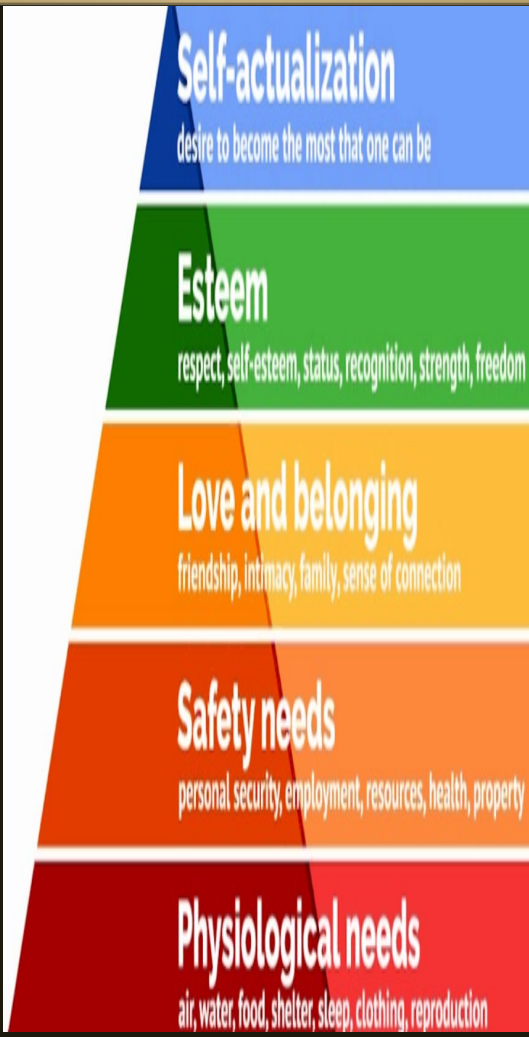 Self-actualization
desire to become the most that one can be
Esteem
respect, self-esteem, status, recognition, strength, freedom
Love and belonging
friendship, intimacy, family, sense of connection
Safety needs
personal security, employment, resources, health, property
Physiological needs
air, water, food, shelter, sleep, clothing, reproduction